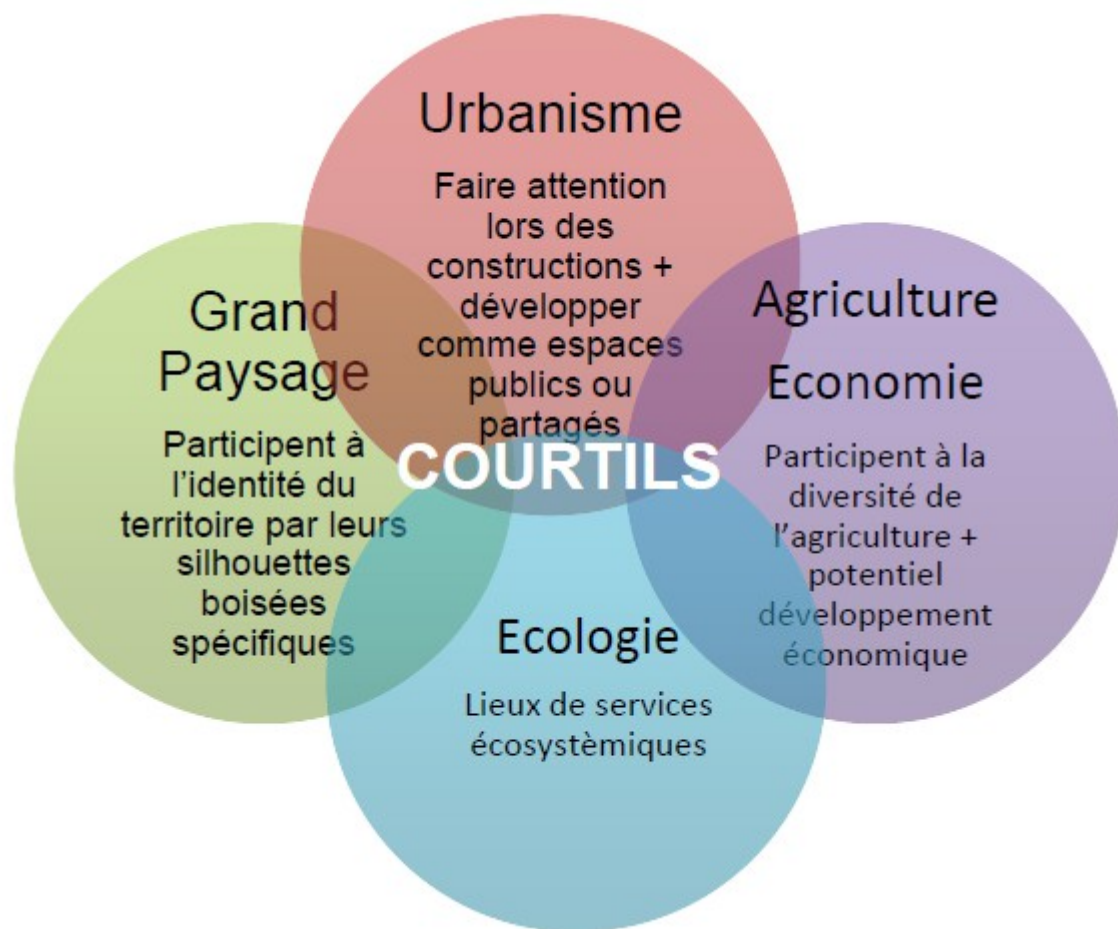 Urbanisme
Faire attention
lors des
constructions +
développer
comme espaces
publics ou
partagés
Grand
Paysage
Participent à
l'identité du
territoire par leurs
silhouettes
boisées
spécifiques
COURTILS
Agriculture
Economie
Participent à la
diversité de
l'agriculture +
potentiel
développement
économique
Ecologie
Lieux de services
écosystèmiques